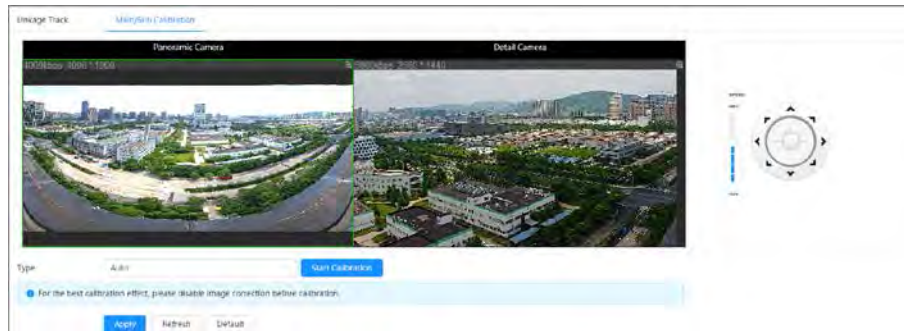 Linkage Track Main/Sub Calibration
Panoramic Camera Detail Camera
Type Auto Start Calibration
For the best calibration effect, please disable image correction before calibration.
Apply Refresh Default